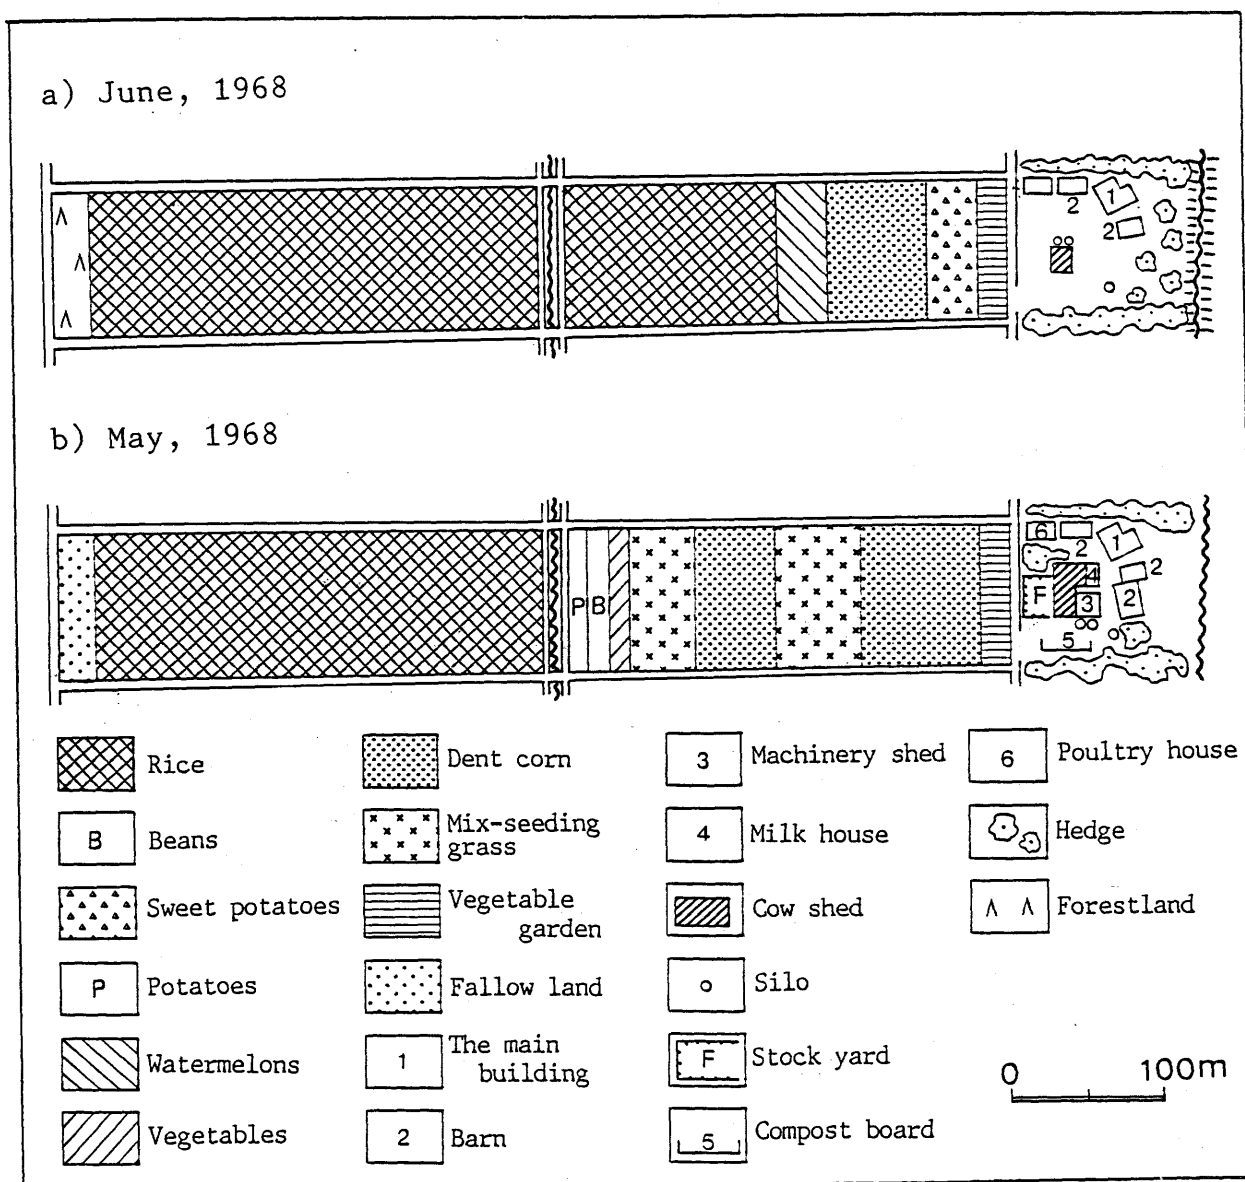 a) June, 1968
2
1
2
b) May, 1968
P
B
6
2
1
F
4
3
2
2
5
Rice
Dent corn
3
Machinery shed
6
Poultry house
B
Beans
Mix-seeding
grass
4
Milk house
Hedge
Sweet potatoes
Vegetable
garden
Cow shed
Forestland
P
Potatoes
Fallow land
Silo
Watermelons
1
The main
building
F
Stock yard
0
100m
Vegetables
2
Barn
5
Compost board